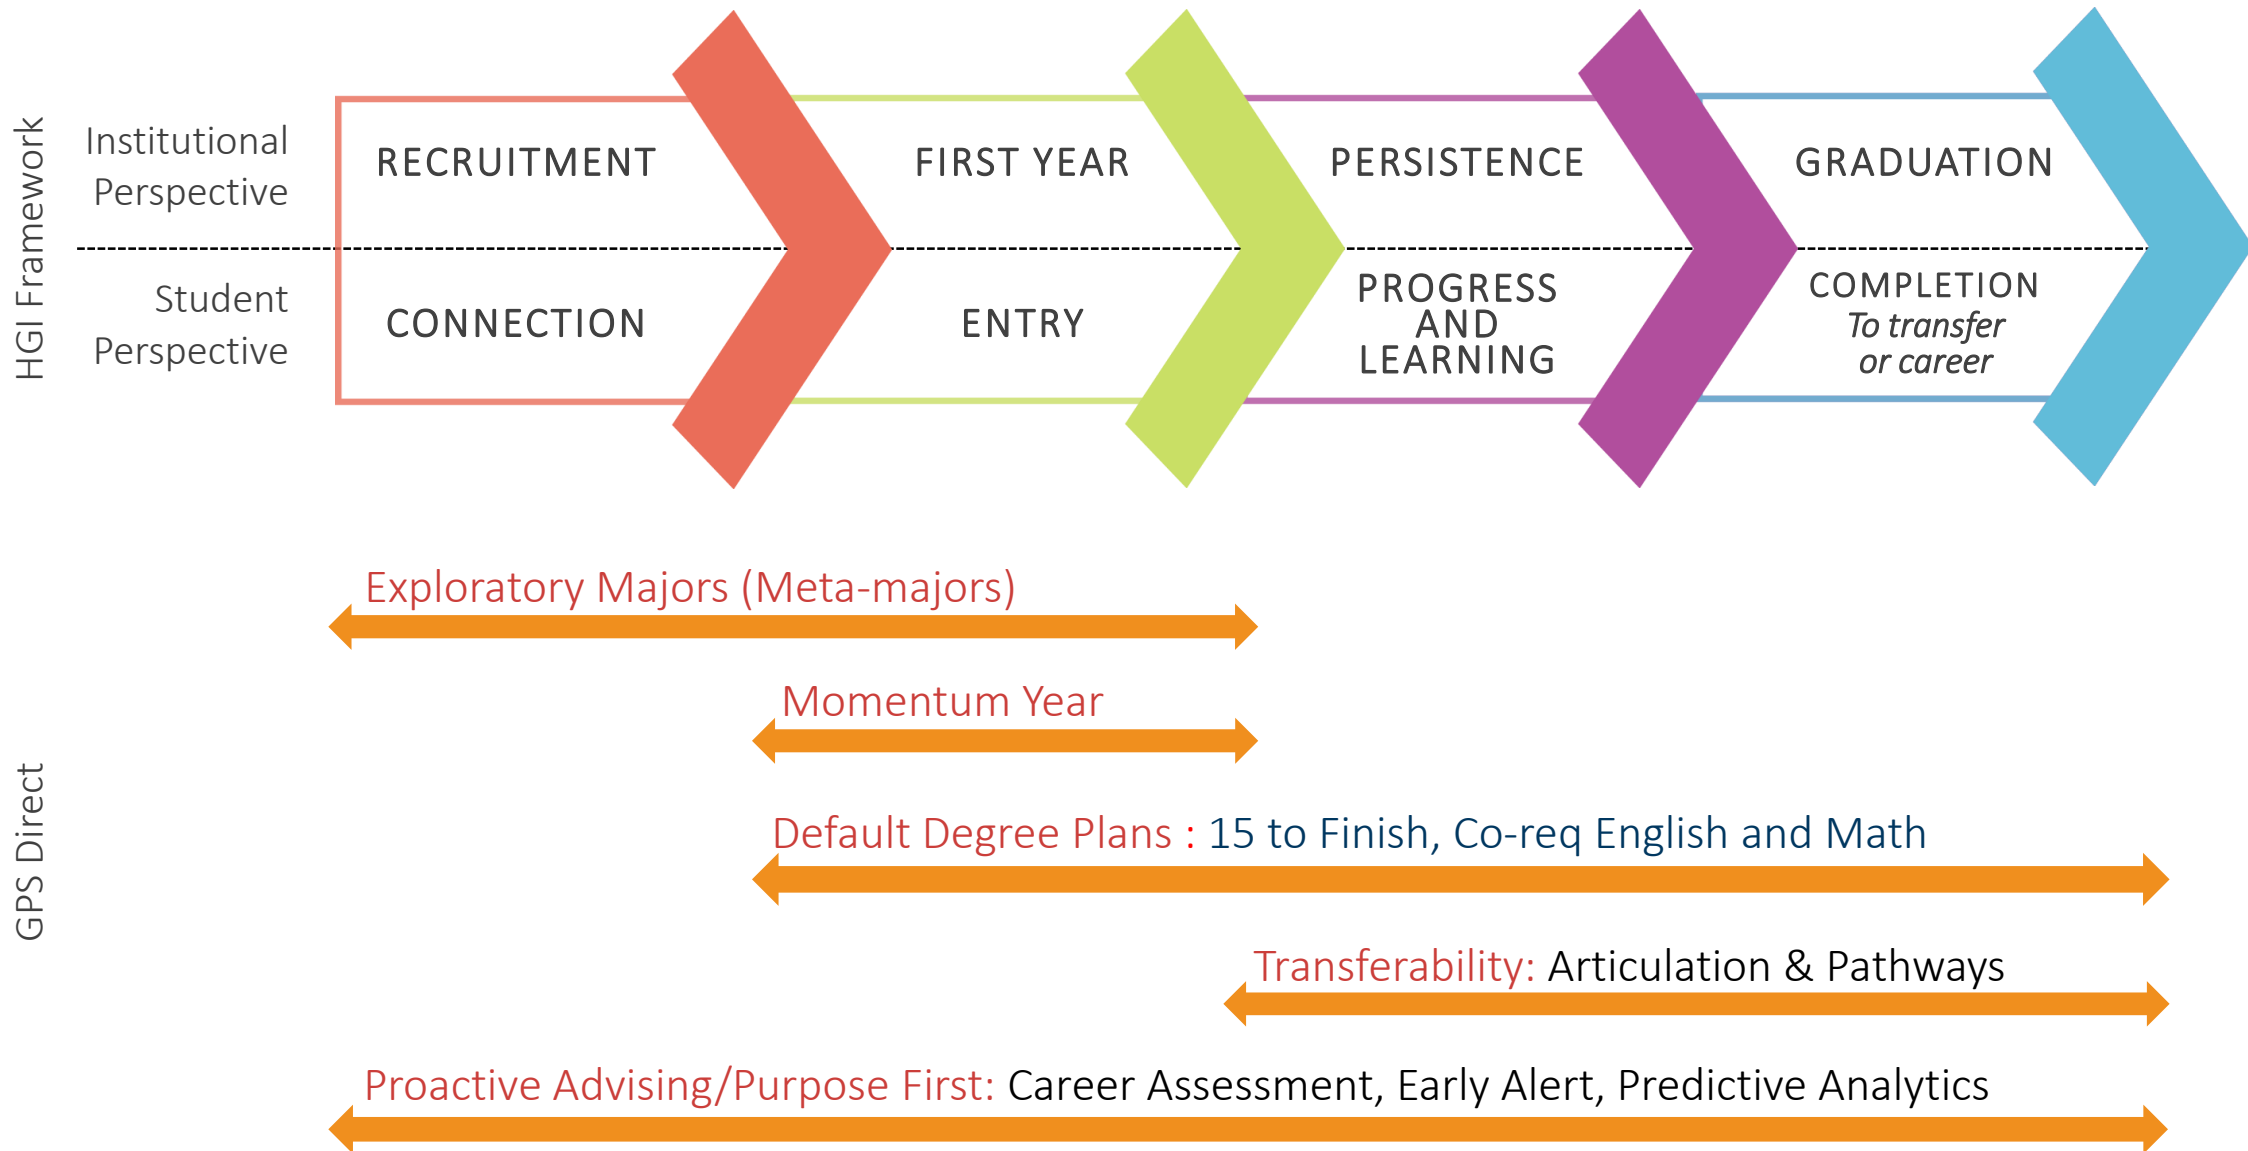 HGI Framework
Institutional
Perspective
RECRUITMENT
FIRST YEAR
PERSISTENCE
GRADUATION
Student
Perspective
CONNECTION
ENTRY
PROGRESS
AND
LEARNING
COMPLETION
To transfer
or career
GPS Direct
Exploratory Majors (Meta-majors)
Momentum Year
Default Degree Plans : 15 to Finish, Co-req English and Math
Transferability: Articulation & Pathways
Proactive Advising/Purpose First: Career Assessment, Early Alert, Predictive Analytics